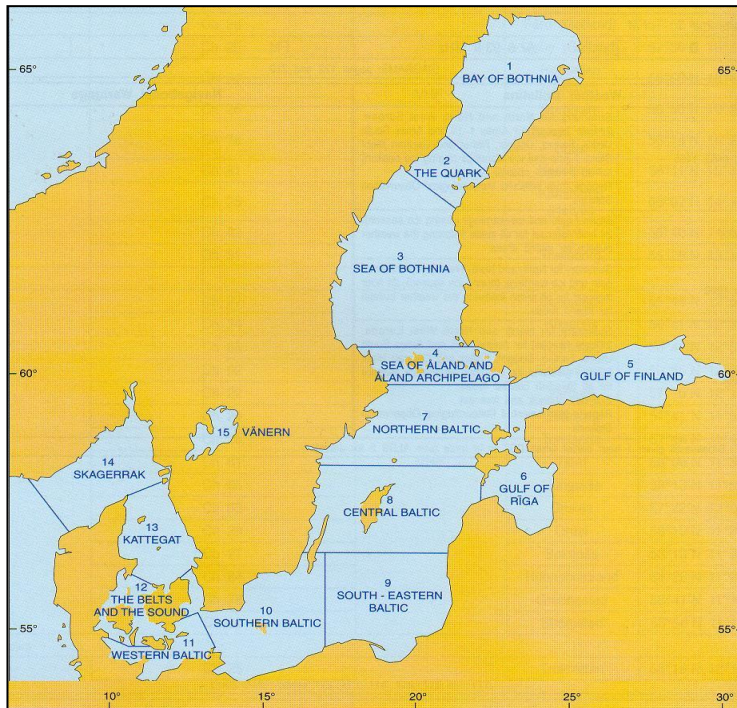 65°
65°
1
BAY OF BOTHNIA
2
THE QUARK
3
SEA OF BOTHNIA
4
SEA OF ÅLAND AND
ÅLAND ARCHIPELAGO
5
GULF OF FINLAND
60°
60°
15 VÄNERN
7
NORTHERN BALTIC
14
SKAGERRAK
6
GULF OF
RĪGA
8
CENTRAL BALTIC
13
KATTEGAT
12
THE BELTS
AND THE SOUND
9
SOUTH - EASTERN
BALTIC
10
SOUTHERN BALTIC
55°
55°
11
WESTERN BALTIC
10°
15°
20°
25°
30°